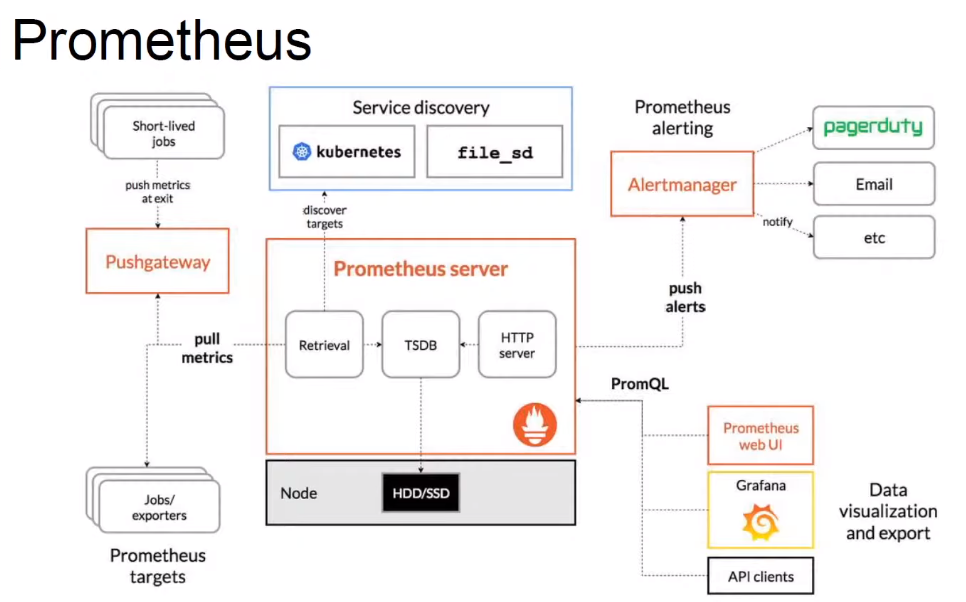 Prometheus
Short-lived
jobs
push metrics
at exit
Pushgateway
Service discovery
kubernetes
file_sd
discover
targets
Prometheus
alerting
Alertmanager
pagerduty
Email
notify
etc
push
alerts
Prometheus server
Retrieval
TSDB
HTTP
server
pull
metrics
Node
HDD/SSD
Jobs/
exporters
Prometheus
targets
PromQL
Prometheus
web UI
Grafana
API clients
Data
visualization
and export